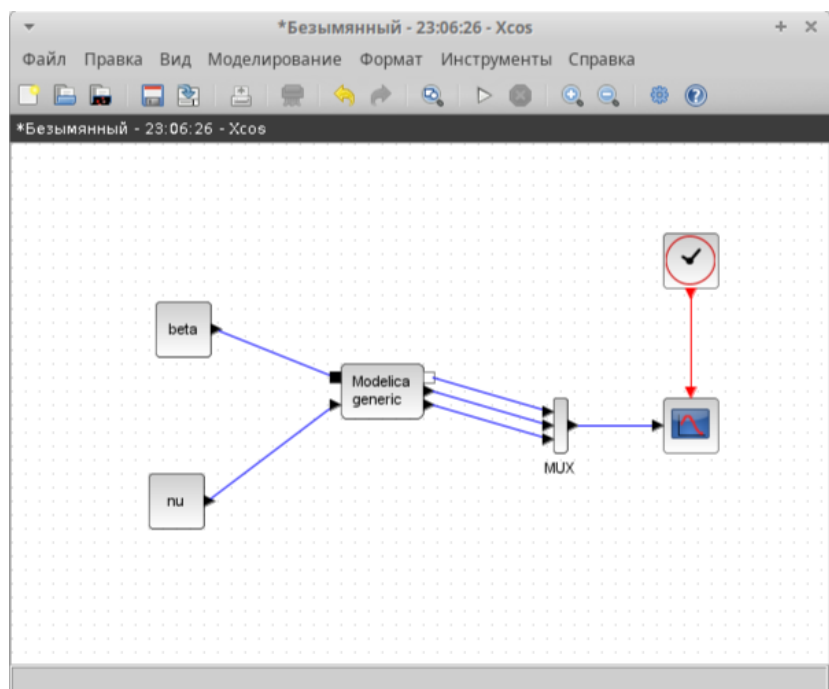 *Безымянный - 23:06:26 - Xcos
Файл Правка Вид Моделирование Формат Инструменты Справка
*Безымянный - 23:06:26 - Xcos
beta
Modelica
generic
MUX
nu